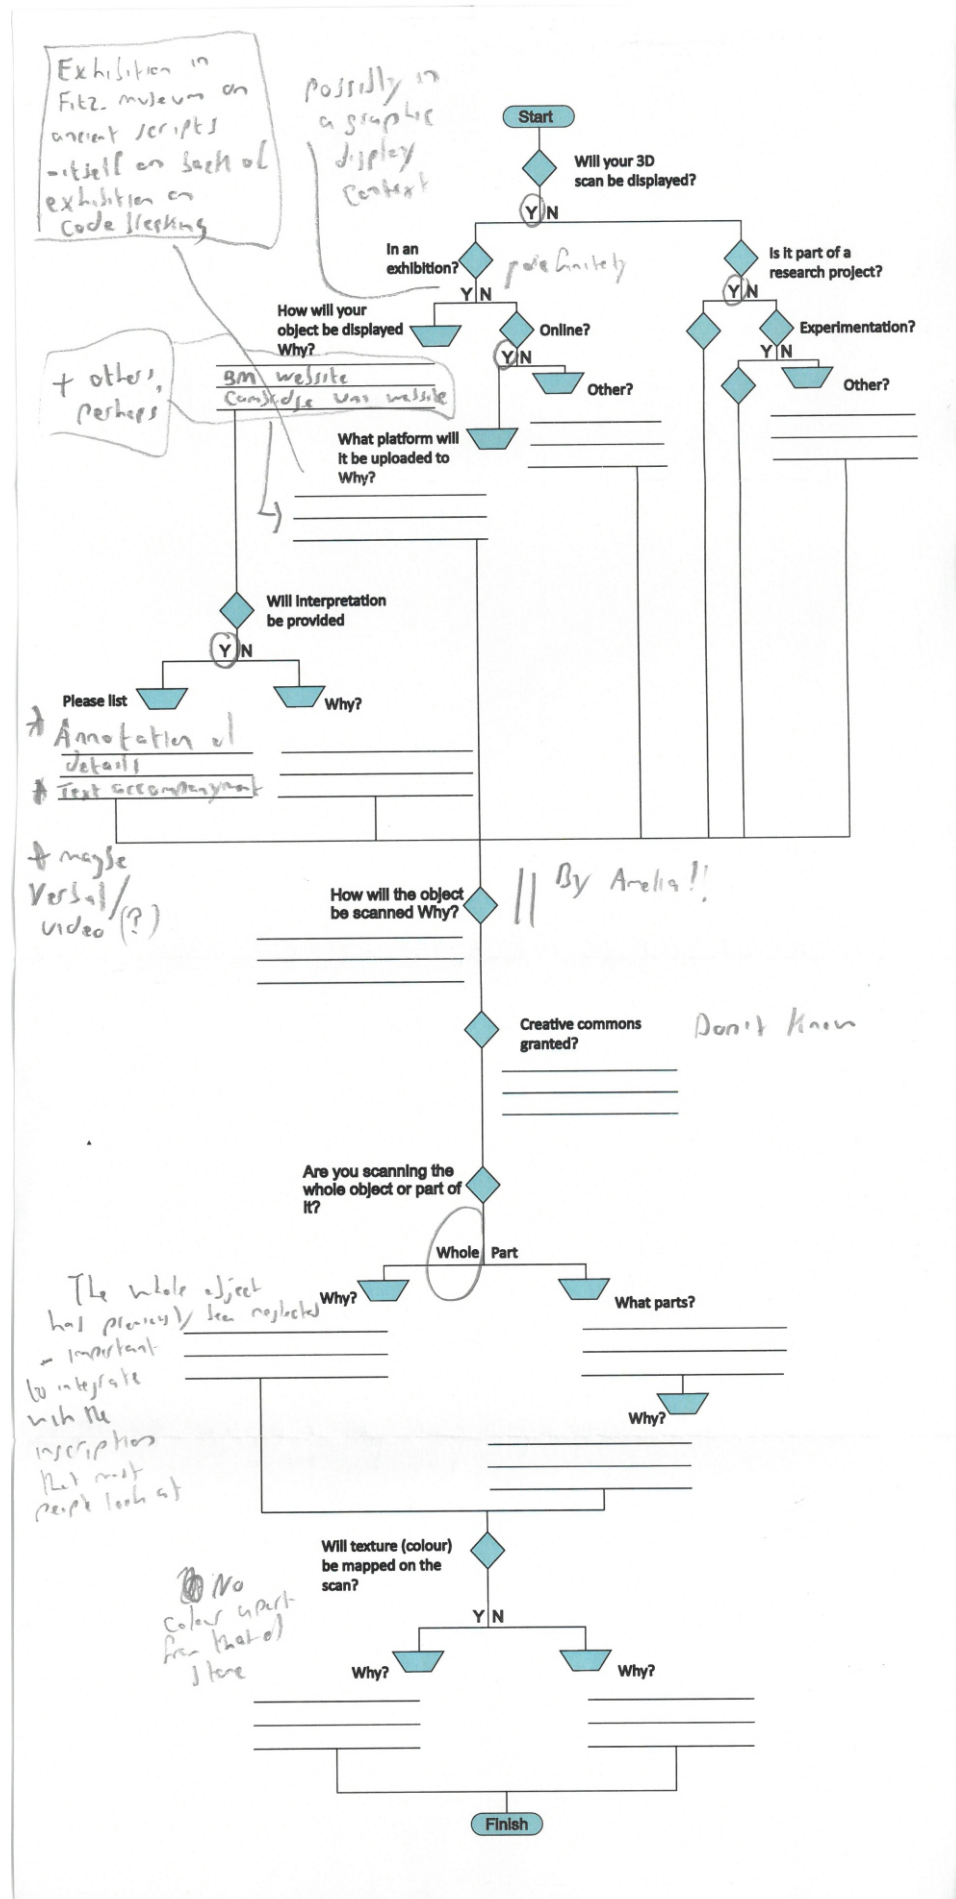 Exhibition in
Fitz. museum on
ancient scripts
- itself on back of
exhibition on
Code breaking
possibly in
a graphic
display
context
Start
Will your 3D
scan be displayed?
Y N
In an
exhibition?
Is it part of a
research project?
Y N
Y N
How will your
object be displayed
Why?
Online?
Experimentation?
Y N
Y N
+ others,
perhaps
BM website
Cambridge Uni website
Other?
Other?
What platform will
it be uploaded to
Why?
Will interpretation
be provided
Y N
Please list
Why?
* Annotation of
details
* Text accompanyment
* maybe
Verbal/
video (?)
How will the object
be scanned Why?
By Amelia!!
Creative commons
granted?
Don't Know
Are you scanning the
whole object or part of
it?
Whole Part
Why?
What parts?
The whole object
has previously been neglected
- important
to integrate
with the
inscription
that most
people look at
Why?
Will texture (colour)
be mapped on the
scan?
No
Colour apart
from that of
stone
Y N
Why?
Why?
Finish